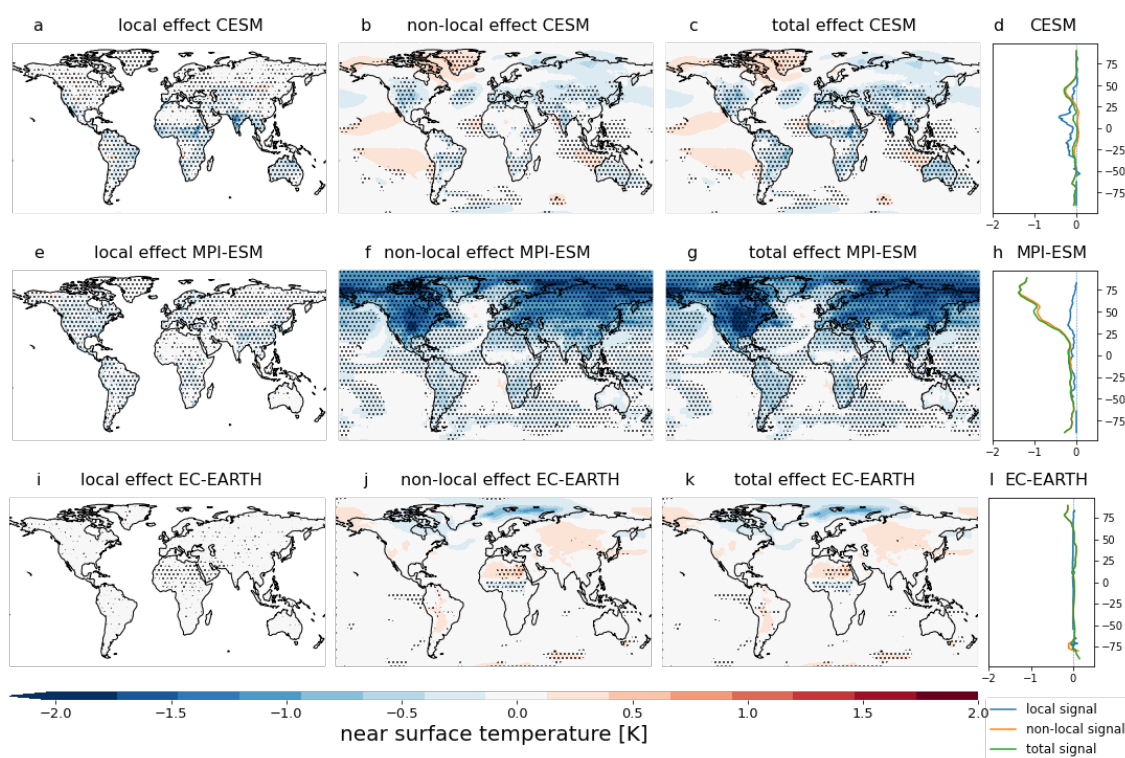 a local effect CESM b non-local effect CESM c total effect CESM d CESM
75
50
25
0
−25
−50
−75
−2 −1 0
e local effect MPI-ESM f non-local effect MPI-ESM g total effect MPI-ESM h MPI-ESM
75
50
25
0
−25
−50
−75
−2 −1 0
i local effect EC-EARTH j non-local effect EC-EARTH k total effect EC-EARTH l EC-EARTH
75
50
25
0
−25
−50
−75
−2 −1 0
−2.0 −1.5 −1.0 −0.5 0.0 0.5 1.0 1.5 2.0
near surface temperature [K]
local signal
non-local signal
total signal